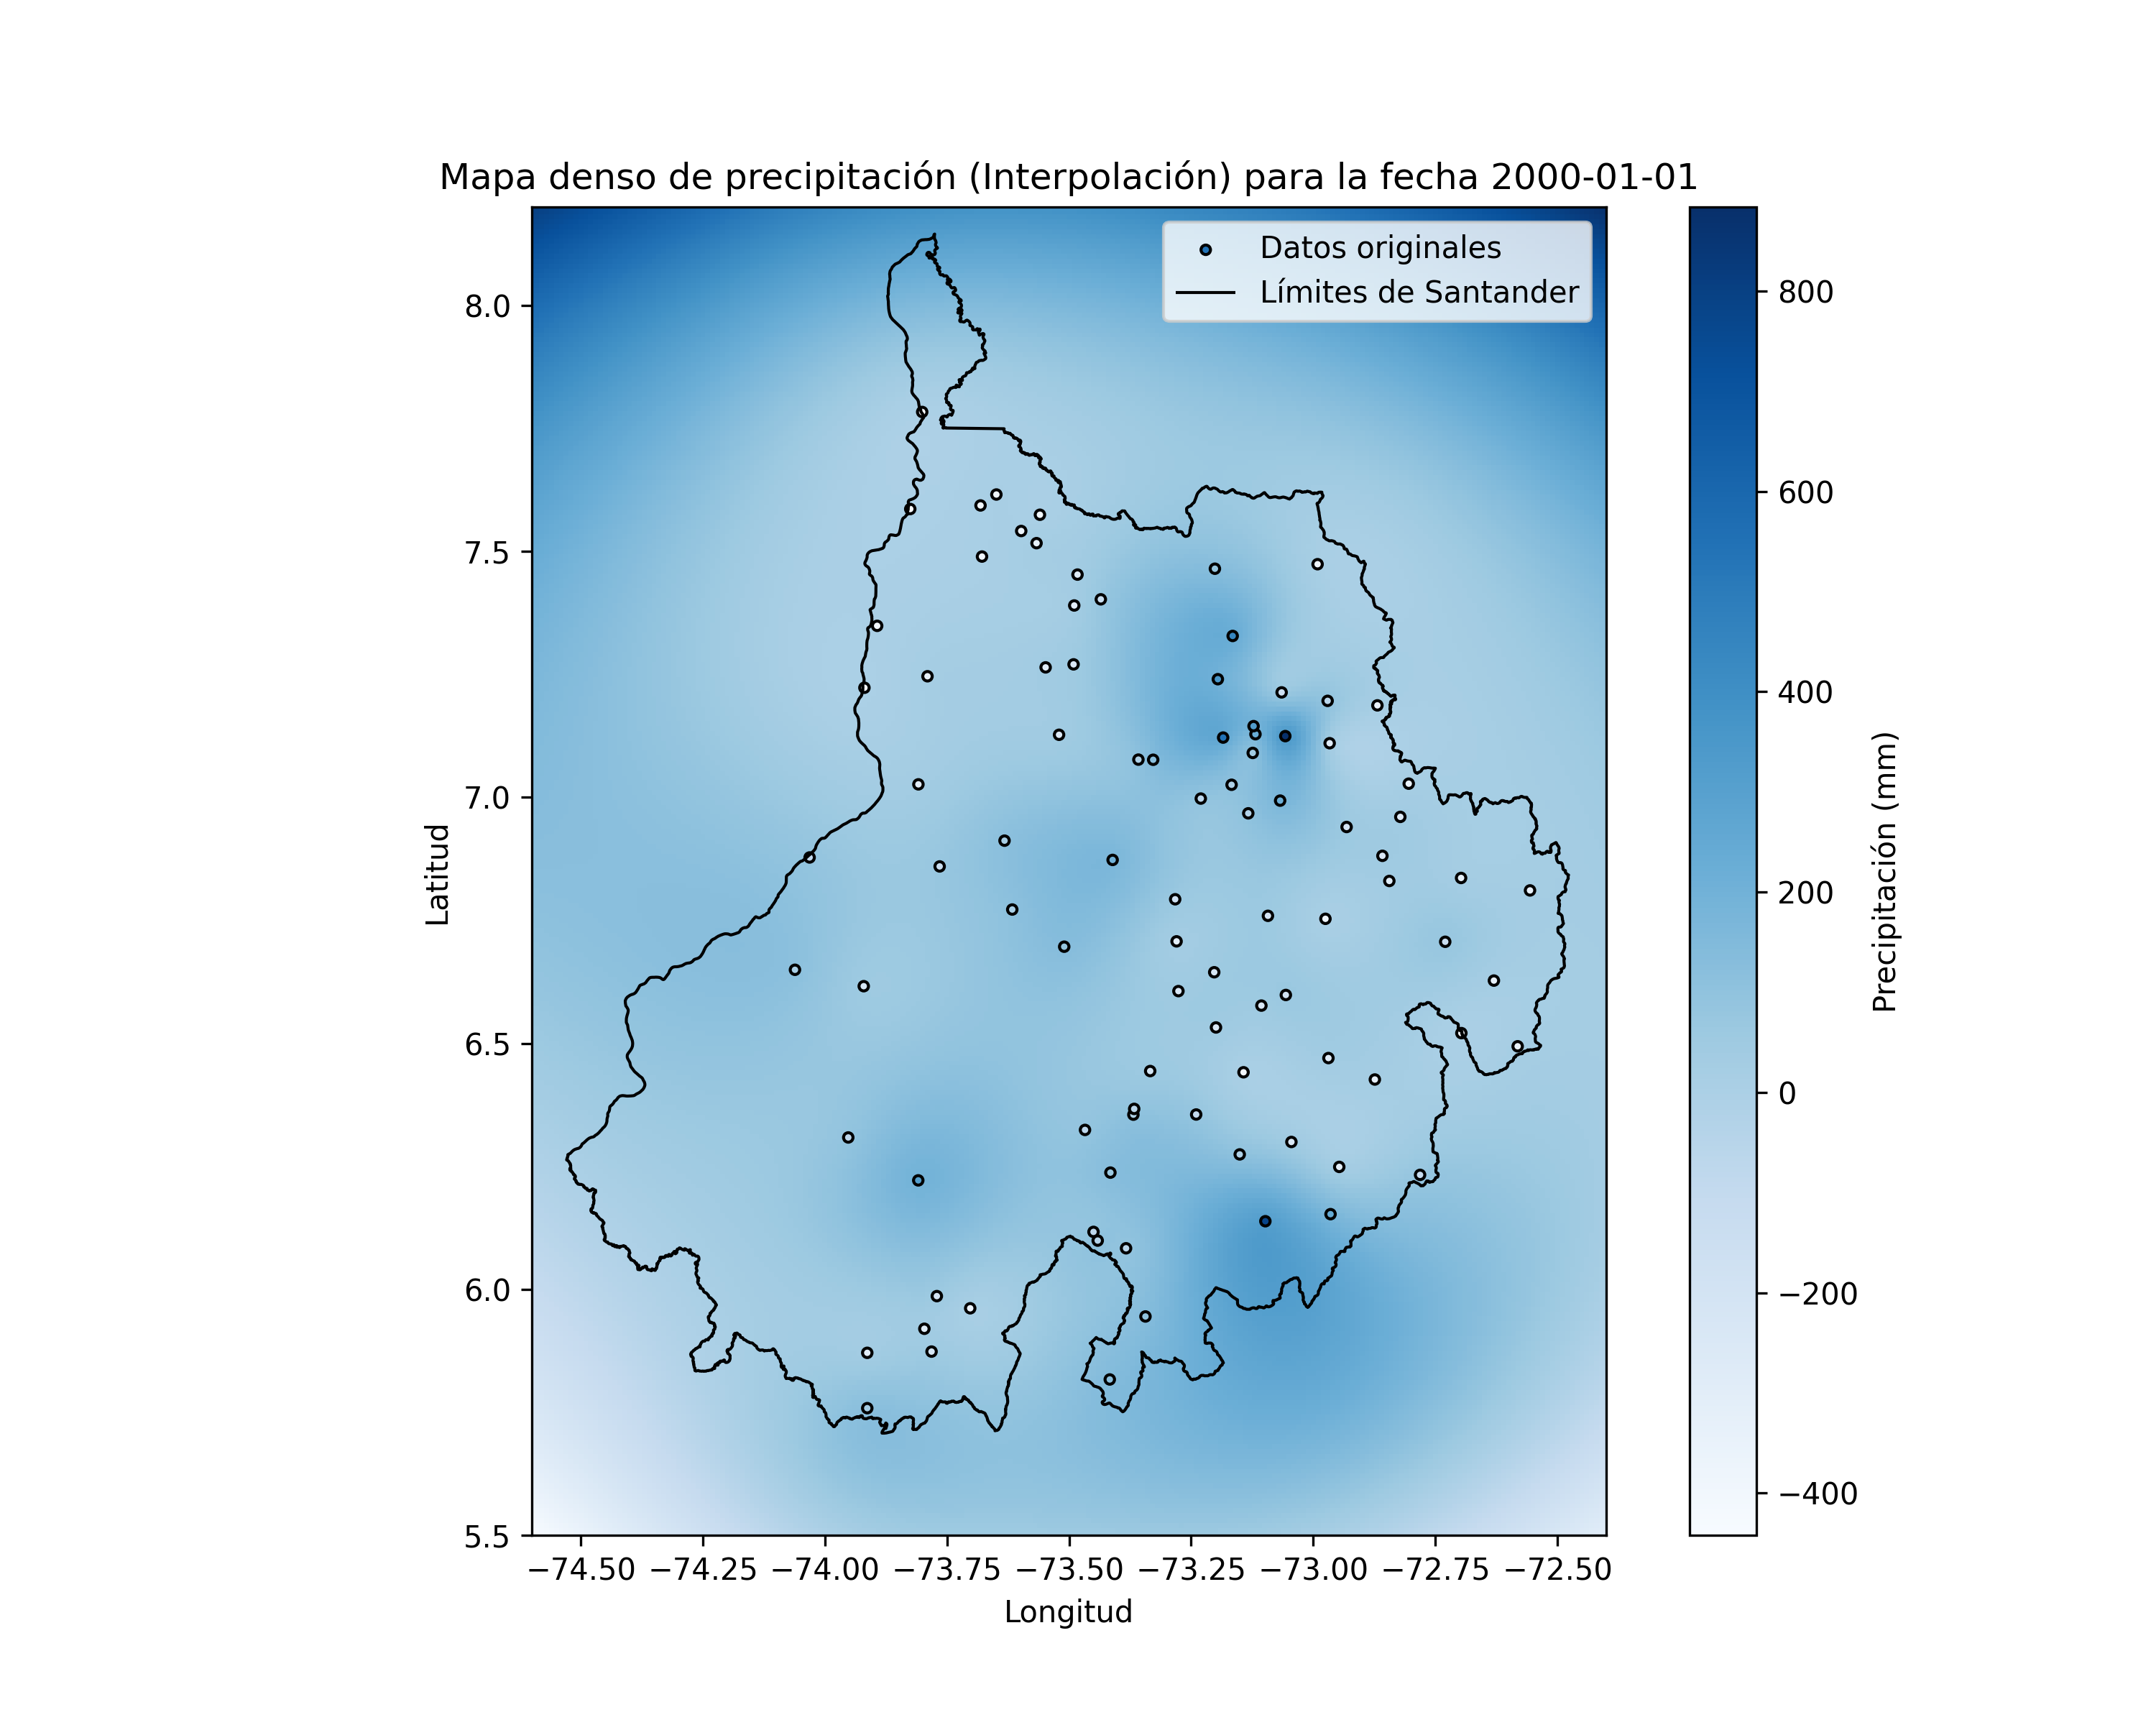 Mapa denso de precipitación (Interpolación) para la fecha 2000-01-01
Datos originales
Límites de Santander
8.0
7.5
7.0
6.5
6.0
5.5
Latitud
−74.50 −74.25 −74.00 −73.75 −73.50 −73.25 −73.00 −72.75 −72.50
Longitud
800
600
400
200
0
−200
−400
Precipitación (mm)